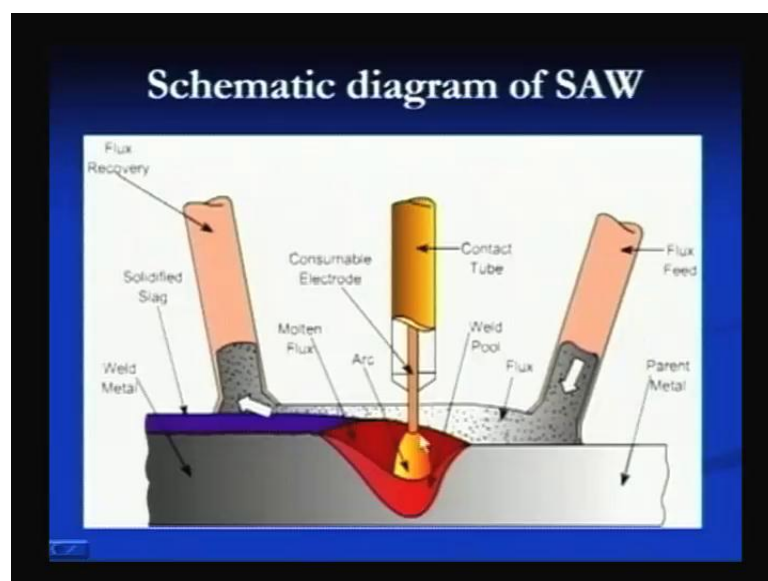 Schematic diagram of SAW
Flux
Recovery
Solidified
Slag
Weld
Metal
Molten
Flux
Consumable
Electrode
Arc
Contact
Tube
Weld
Pool
Flux
Flux
Feed
Parent
Metal